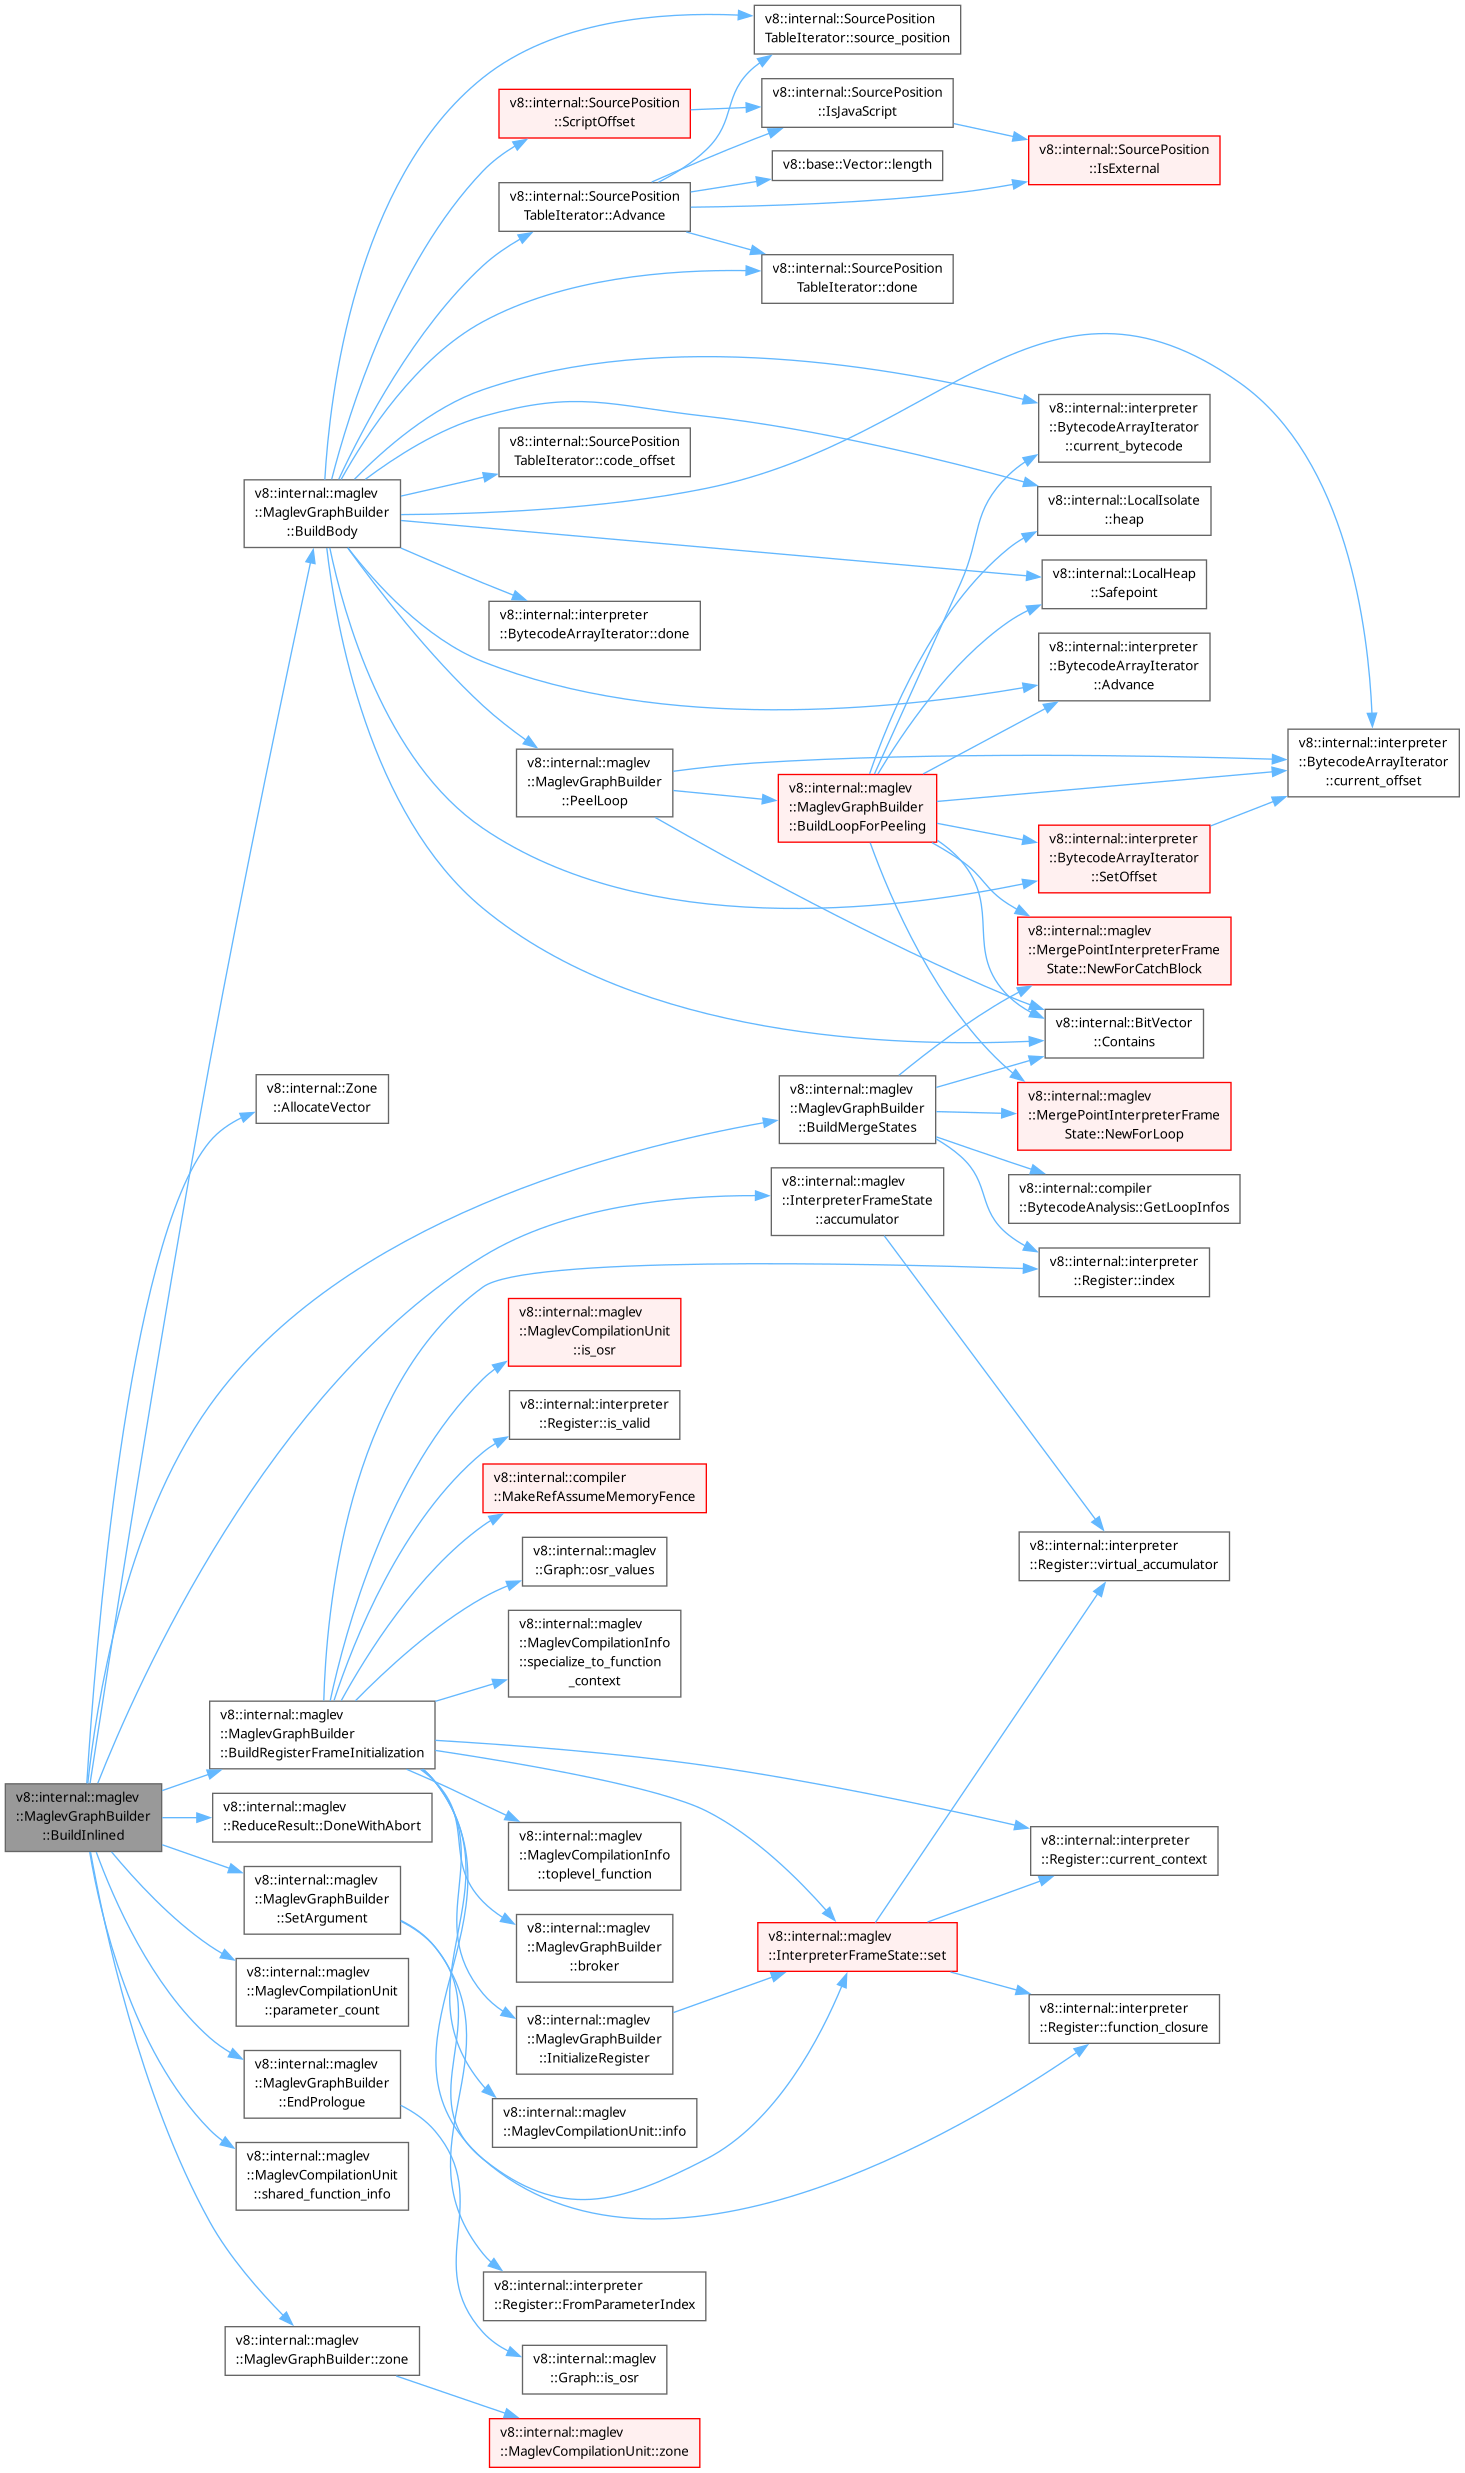 v8::internal::SourcePosition
TableIterator::source_position
v8::internal::SourcePosition
::ScriptOffset
v8::internal::SourcePosition
::IsJavaScript
v8::internal::SourcePosition
::IsExternal
v8::base::Vector::length
v8::internal::SourcePosition
TableIterator::Advance
v8::internal::SourcePosition
TableIterator::done
v8::internal::interpreter
::BytecodeArrayIterator
::current_bytecode
v8::internal::SourcePosition
TableIterator::code_offset
v8::internal::maglev
::MaglevGraphBuilder
::BuildBody
v8::internal::LocalIsolate
::heap
v8::internal::LocalHeap
::Safepoint
v8::internal::interpreter
::BytecodeArrayIterator::done
v8::internal::interpreter
::BytecodeArrayIterator
::Advance
v8::internal::interpreter
::BytecodeArrayIterator
::current_offset
v8::internal::maglev
::MaglevGraphBuilder
::PeelLoop
v8::internal::maglev
::MaglevGraphBuilder
::BuildLoopForPeeling
v8::internal::interpreter
::BytecodeArrayIterator
::SetOffset
v8::internal::maglev
::MergePointInterpreterFrame
State::NewForCatchBlock
v8::internal::BitVector
::Contains
v8::internal::Zone
::AllocateVector
v8::internal::maglev
::MaglevGraphBuilder
::BuildMergeStates
v8::internal::maglev
::MergePointInterpreterFrame
State::NewForLoop
v8::internal::compiler
::BytecodeAnalysis::GetLoopInfos
v8::internal::maglev
::InterpreterFrameState
::accumulator
v8::internal::interpreter
::Register::index
v8::internal::maglev
::MaglevCompilationUnit
::is_osr
v8::internal::interpreter
::Register::is_valid
v8::internal::compiler
::MakeRefAssumeMemoryFence
v8::internal::maglev
::Graph::osr_values
v8::internal::interpreter
::Register::virtual_accumulator
v8::internal::maglev
::MaglevCompilationInfo
::specialize_to_function
_context
v8::internal::maglev
::MaglevGraphBuilder
::BuildRegisterFrameInitialization
v8::internal::maglev
::MaglevGraphBuilder
::BuildInlined
v8::internal::maglev
::ReduceResult::DoneWithAbort
v8::internal::maglev
::MaglevCompilationInfo
::toplevel_function
v8::internal::interpreter
::Register::current_context
v8::internal::maglev
::MaglevGraphBuilder
::SetArgument
v8::internal::maglev
::MaglevGraphBuilder
::broker
v8::internal::maglev
::InterpreterFrameState::set
v8::internal::maglev
::MaglevCompilationUnit
::parameter_count
v8::internal::interpreter
::Register::function_closure
v8::internal::maglev
::MaglevGraphBuilder
::InitializeRegister
v8::internal::maglev
::MaglevGraphBuilder
::EndPrologue
v8::internal::maglev
::MaglevCompilationUnit::info
v8::internal::maglev
::MaglevCompilationUnit
::shared_function_info
v8::internal::interpreter
::Register::FromParameterIndex
v8::internal::maglev
::MaglevGraphBuilder::zone
v8::internal::maglev
::Graph::is_osr
v8::internal::maglev
::MaglevCompilationUnit::zone